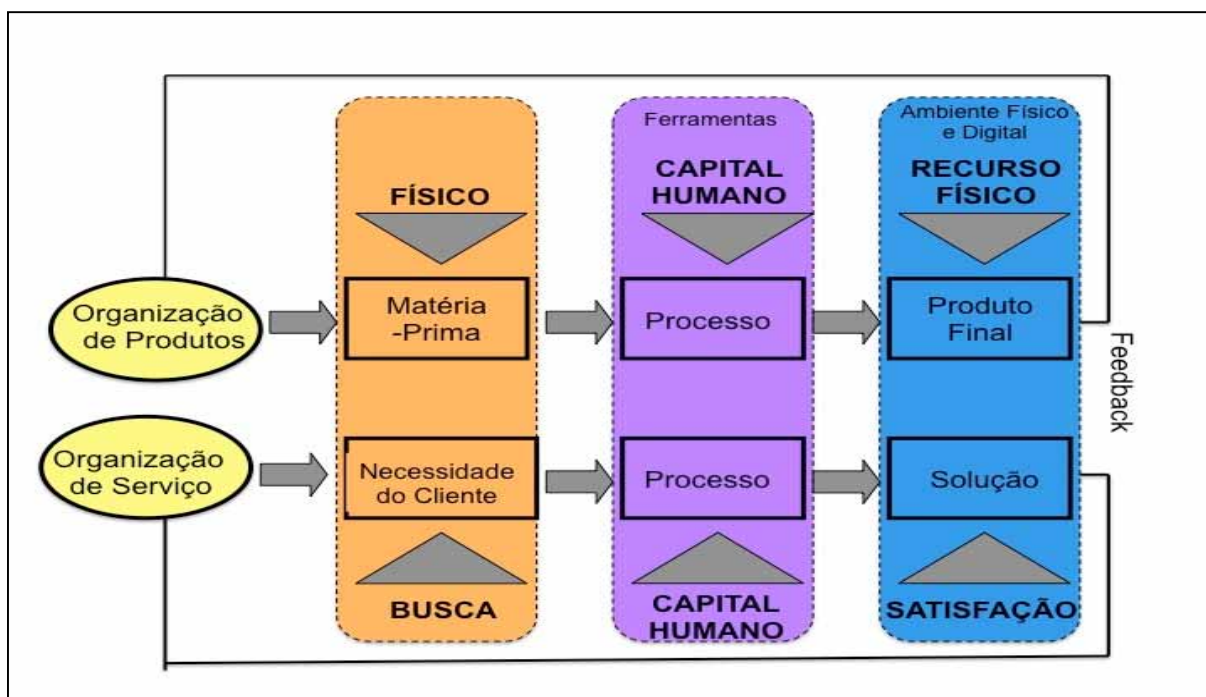 Ferramentas
Ambiente Físico
e Digital
FÍSICO
CAPITAL
HUMANO
RECURSO
FÍSICO
Organização
de Produtos
Matéria
-Prima
Processo
Produto
Final
Feedback
Organização
de Serviço
Necessidade
do Cliente
Processo
Solução
BUSCA
CAPITAL
HUMANO
SATISFAÇÃO